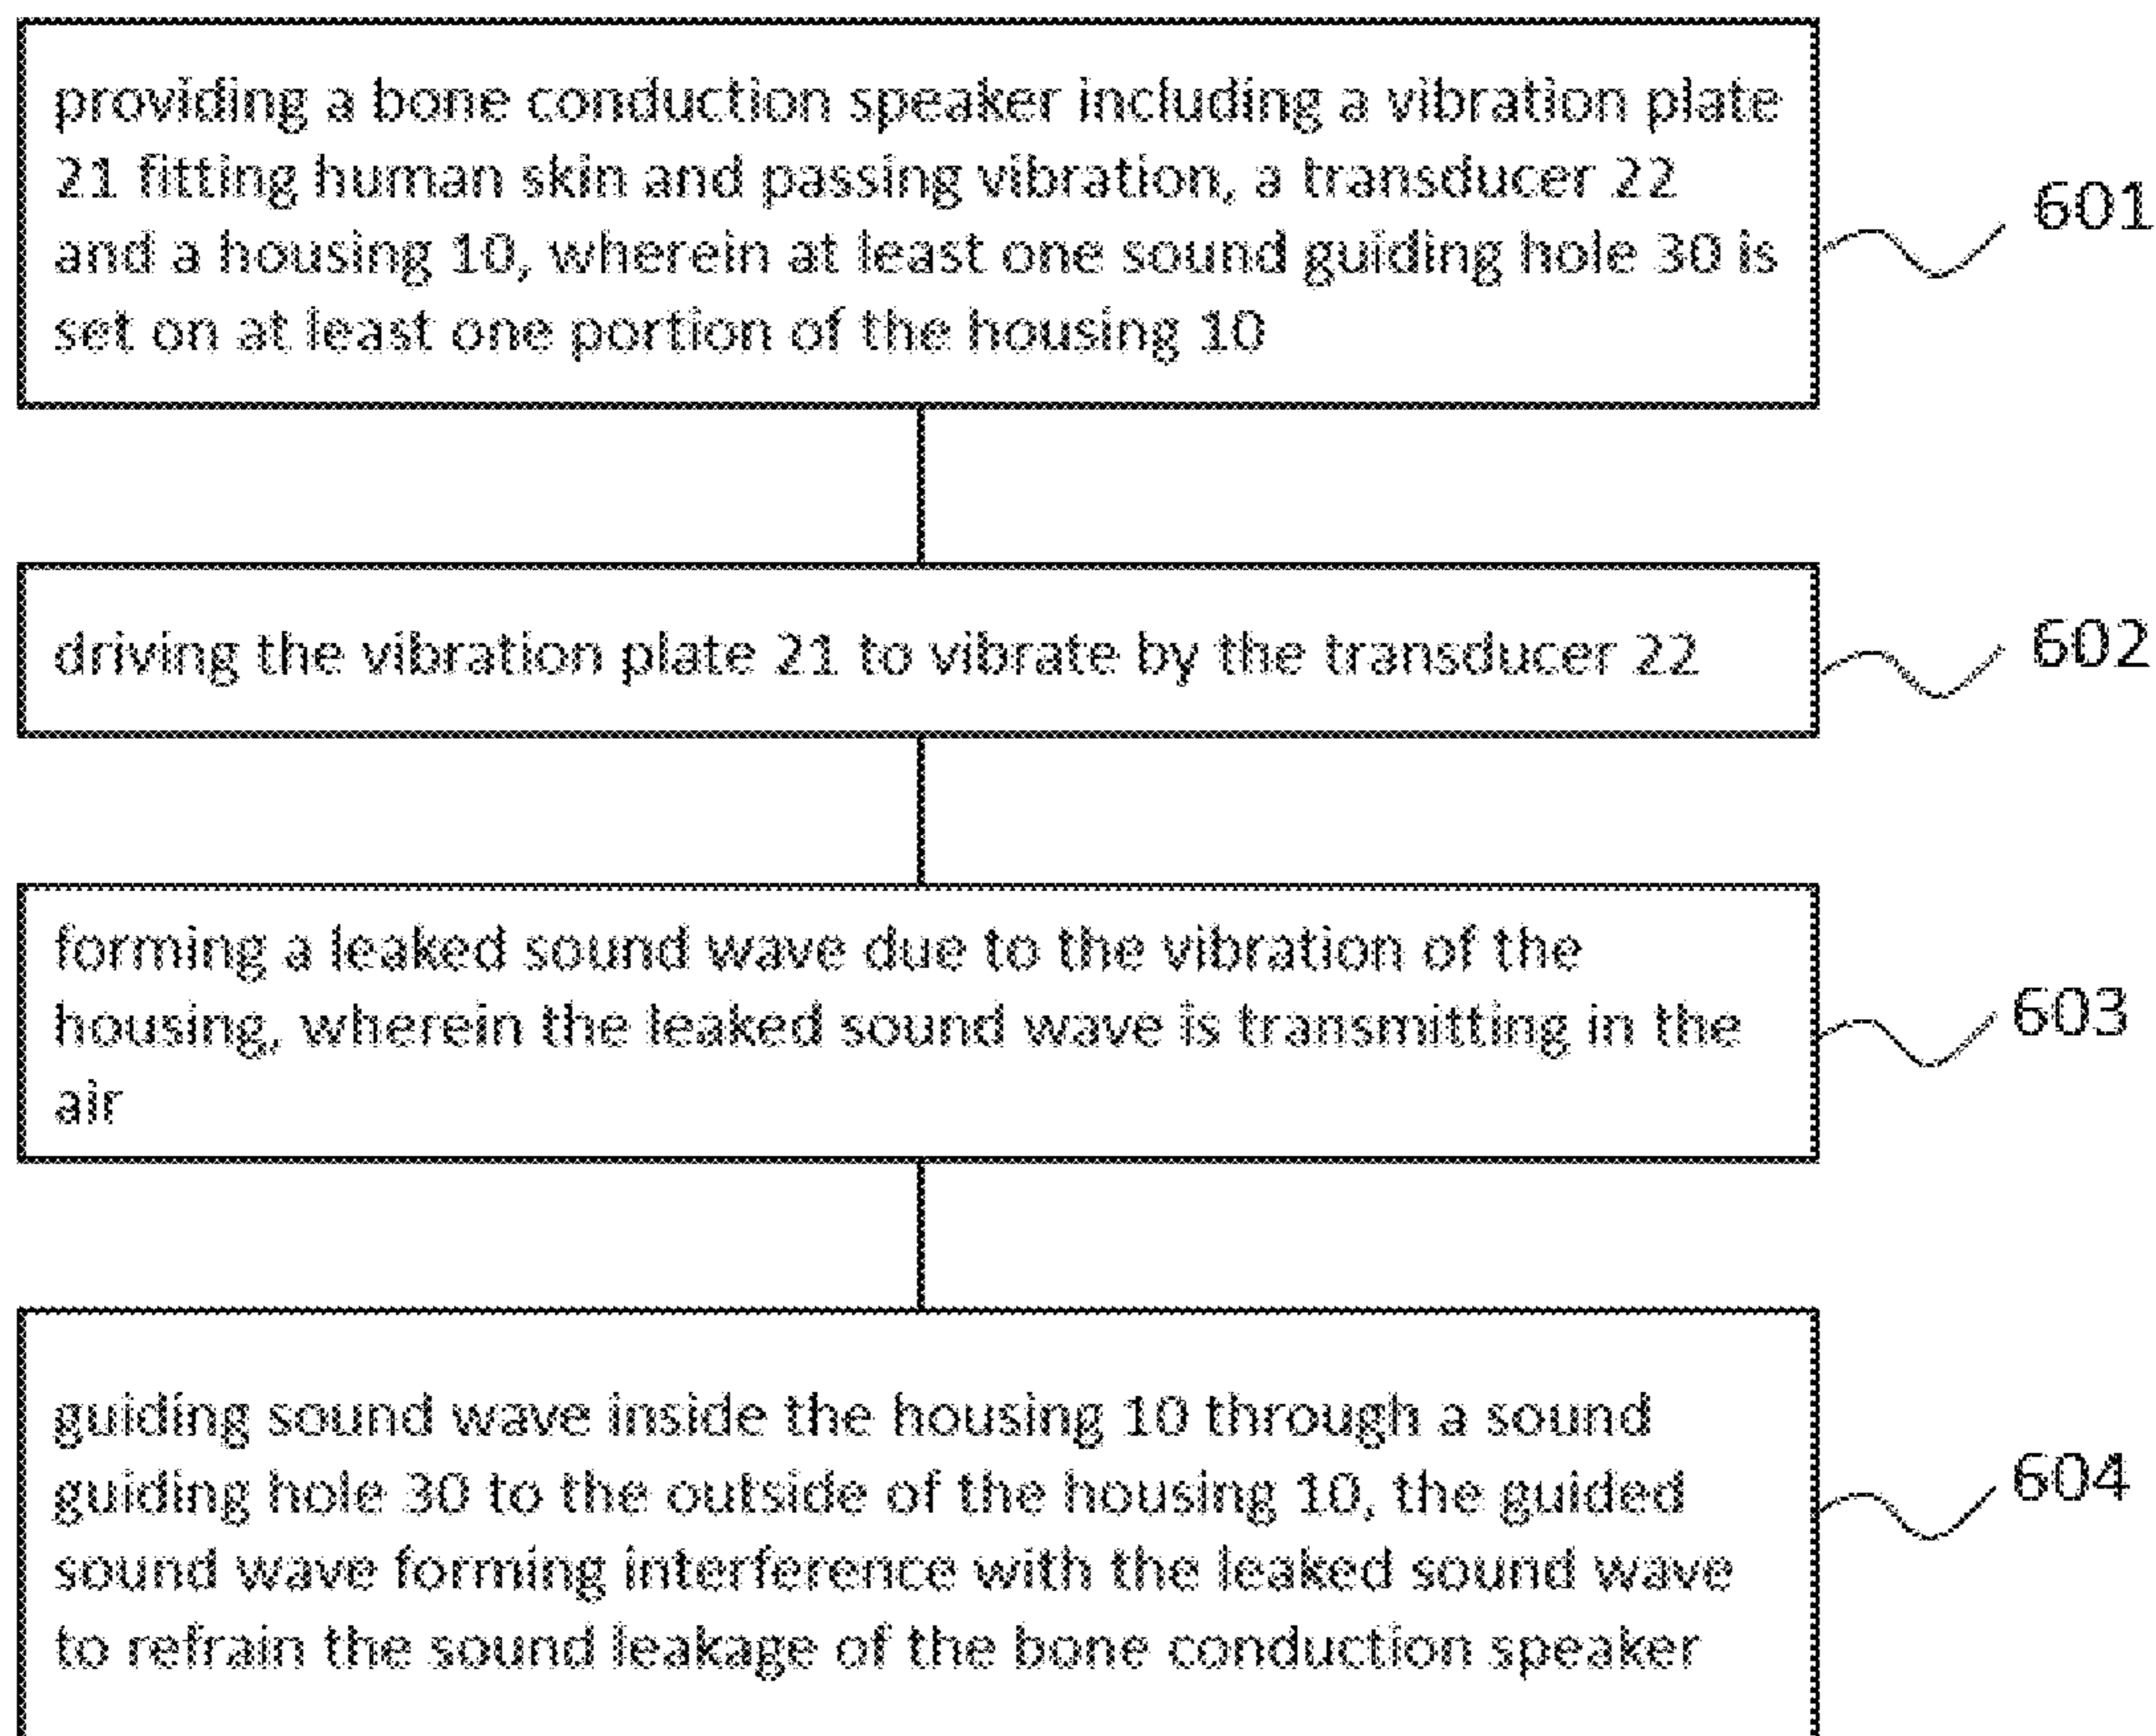 providing a bone conduction speaker including a vibration plate
21 fitting human skin and passing vibration, a transducer 22
and a housing 10, wherein at least one sound guiding hole 30 is
set on at least one portion of the housing 10
601
driving the vibration plate 21 to vibrate by the transducer 22
602
forming a leaked sound wave due to the vibration of the
housing, wherein the leaked sound wave is transmitting in the
air
603
guiding sound wave inside the housing 10 through a sound
guiding hole 30 to the outside of the housing 10, the guided
sound wave forming interference with the leaked sound wave
to refrain the sound leakage of the bone conduction speaker
604